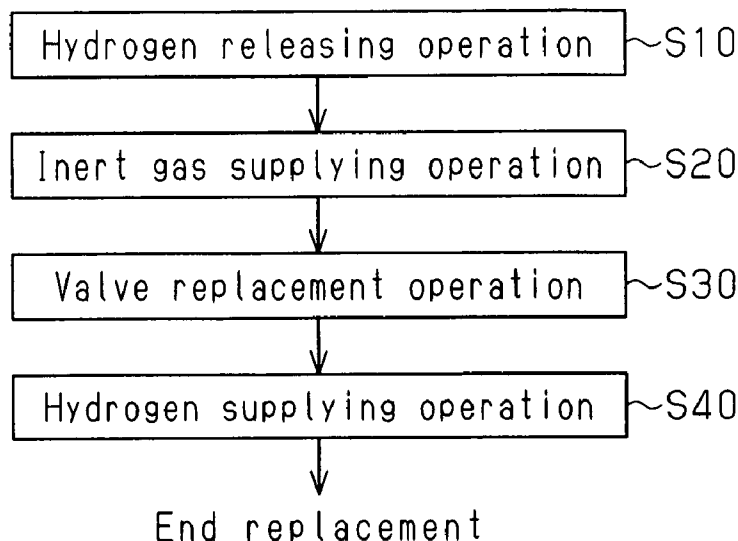 Hydrogen releasing operation S10
Inert gas supplying operation S20
Valve replacement operation S30
Hydrogen supplying operation S40
End replacement